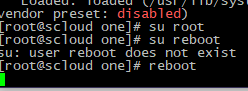 Loaded: loaded (/usr/lib/sys
vendor preset: disabled)
[root@scloud one]# su root
[root@scloud one]# su reboot
su: user reboot does not exist
[root@scloud one]# reboot